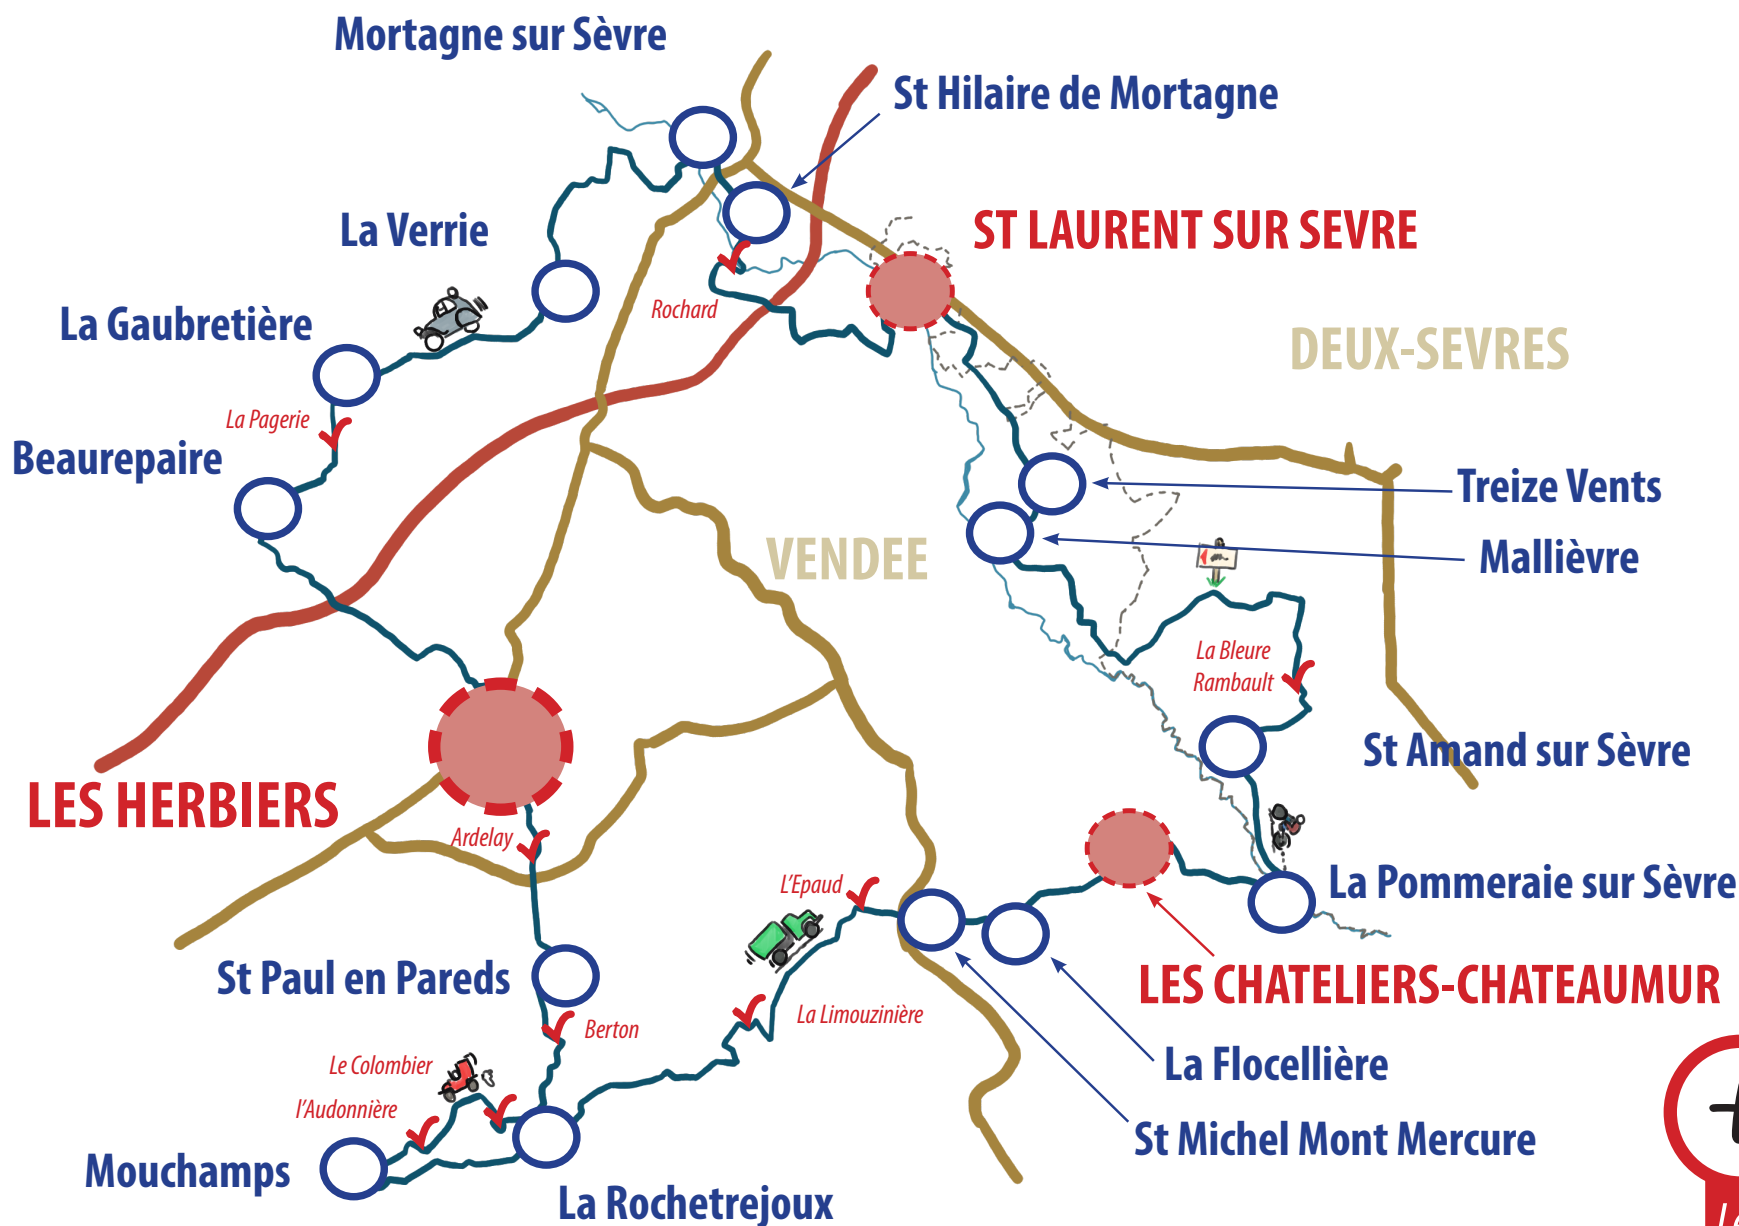 Mortagne sur Sèvre
St Hilaire de Mortagne
ST LAURENT SUR SEVRE
La Verrie
La Gaubretière
Rochard
DEUX-SEVRES
La Pagerie
Beaurepaire
Treize Vents
VENDEE
Mallièvre
La Bleure
Rambault
St Amand sur Sèvre
LES HERBIERS
Ardelay
L'Epaud
La Pommeraie sur Sèvre
St Paul en Pareds
LES CHATELIERS-CHATEAUMUR
La Limouzinière
Berton
Le Colombier
La Flocellière
l'Audonnière
St Michel Mont Mercure
Mouchamps
La Rochetrejoux